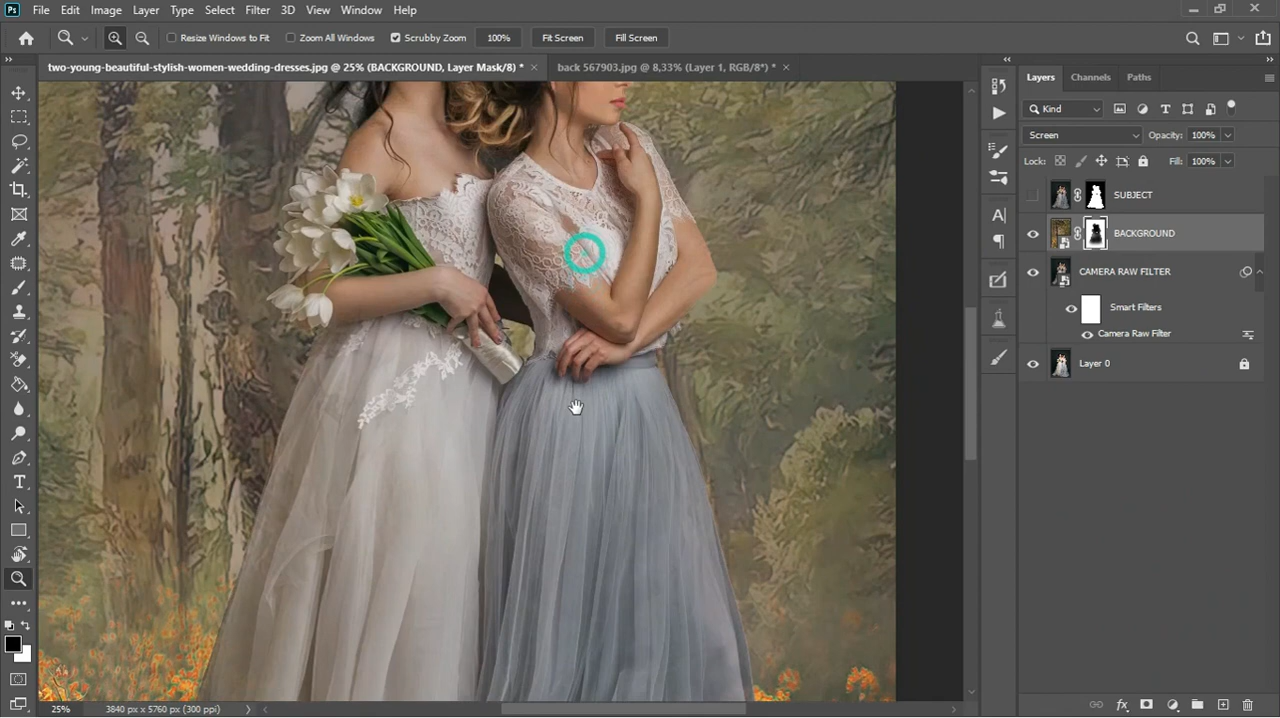 Ps File Edit Image Layer Type Select Filter 3D View Window Help
Resize Windows to Fit Zoom All Windows Scrubby Zoom 100% Fit Screen Fill Screen
two-young-beautiful-stylish-women-wedding-dresses.jpg @ 25% (BACKGROUND, Layer Mask/8) * back 567903.jpg @ 8,33% (Layer 1, RGB/8*) *
Layers Channels Paths
Kind
Screen Opacity: 100%
Lock: Fill: 100%
SUBJECT
BACKGROUND
CAMERA RAW FILTER
Smart Filters
Camera Raw Filter
Layer 0
25% 3840 px x 5760 px (300 ppi)